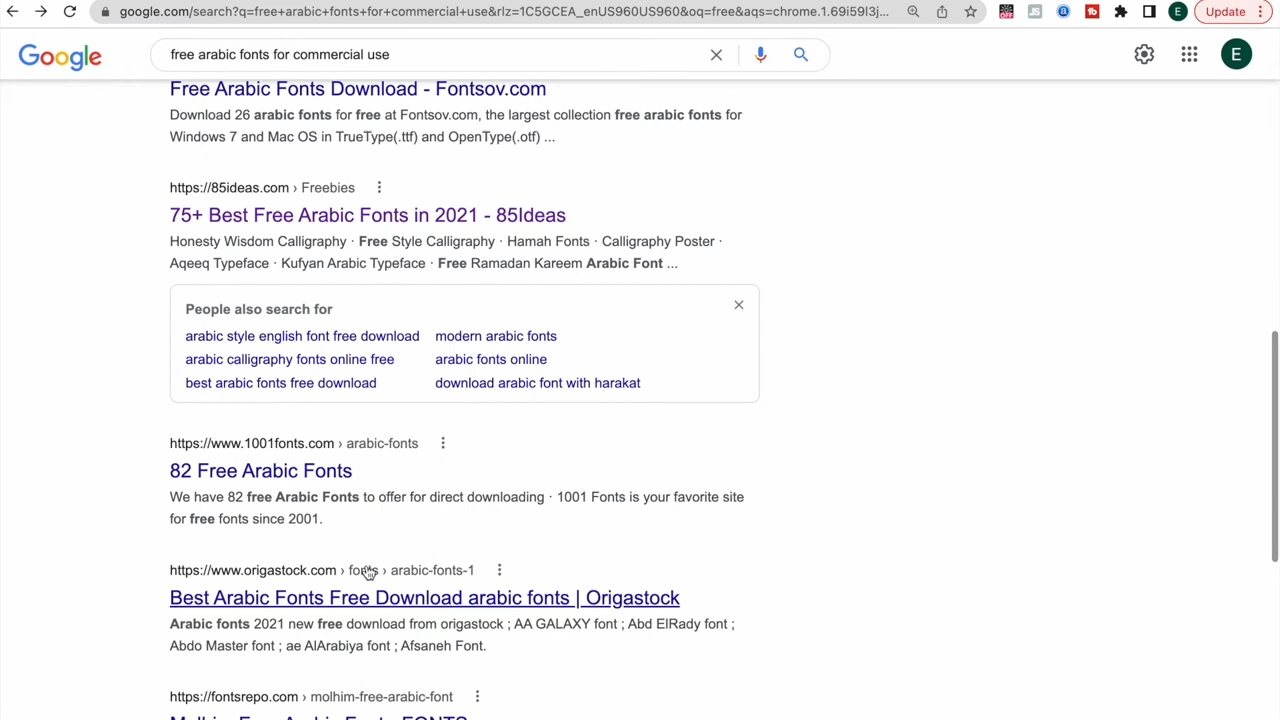 google.com/search?q=free+arabic+fonts+for+commercial+use&rlz=1C5GCEA_enUS960US960&oq=free&aqs=chrome.1.69i59l3j...
OFF JS a tb E Update
Google free arabic fonts for commercial use E
Free Arabic Fonts Download - Fontsov.com
Download 26 arabic fonts for free at Fontsov.com, the largest collection free arabic fonts for
Windows 7 and Mac OS in TrueType(.ttf) and OpenType(.otf) ...
https://85ideas.com › Freebies
75+ Best Free Arabic Fonts in 2021 - 85Ideas
Honesty Wisdom Calligraphy · Free Style Calligraphy · Hamah Fonts · Calligraphy Poster ·
Aqeeq Typeface · Kufyan Arabic Typeface · Free Ramadan Kareem Arabic Font ...
People also search for
arabic style english font free download modern arabic fonts
arabic calligraphy fonts online free arabic fonts online
best arabic fonts free download download arabic font with harakat
https://www.1001fonts.com › arabic-fonts
82 Free Arabic Fonts
We have 82 free Arabic Fonts to offer for direct downloading · 1001 Fonts is your favorite site
for free fonts since 2001.
https://www.origastock.com › fonts › arabic-fonts-1
Best Arabic Fonts Free Download arabic fonts | Origastock
Arabic fonts 2021 new free download from origastock ; AA GALAXY font ; Abd ElRady font ;
Abdo Master font ; ae AlArabiya font ; Afsaneh Font.
https://fontsrepo.com › molhim-free-arabic-font
Molhim Free Arabic Font - FONTS